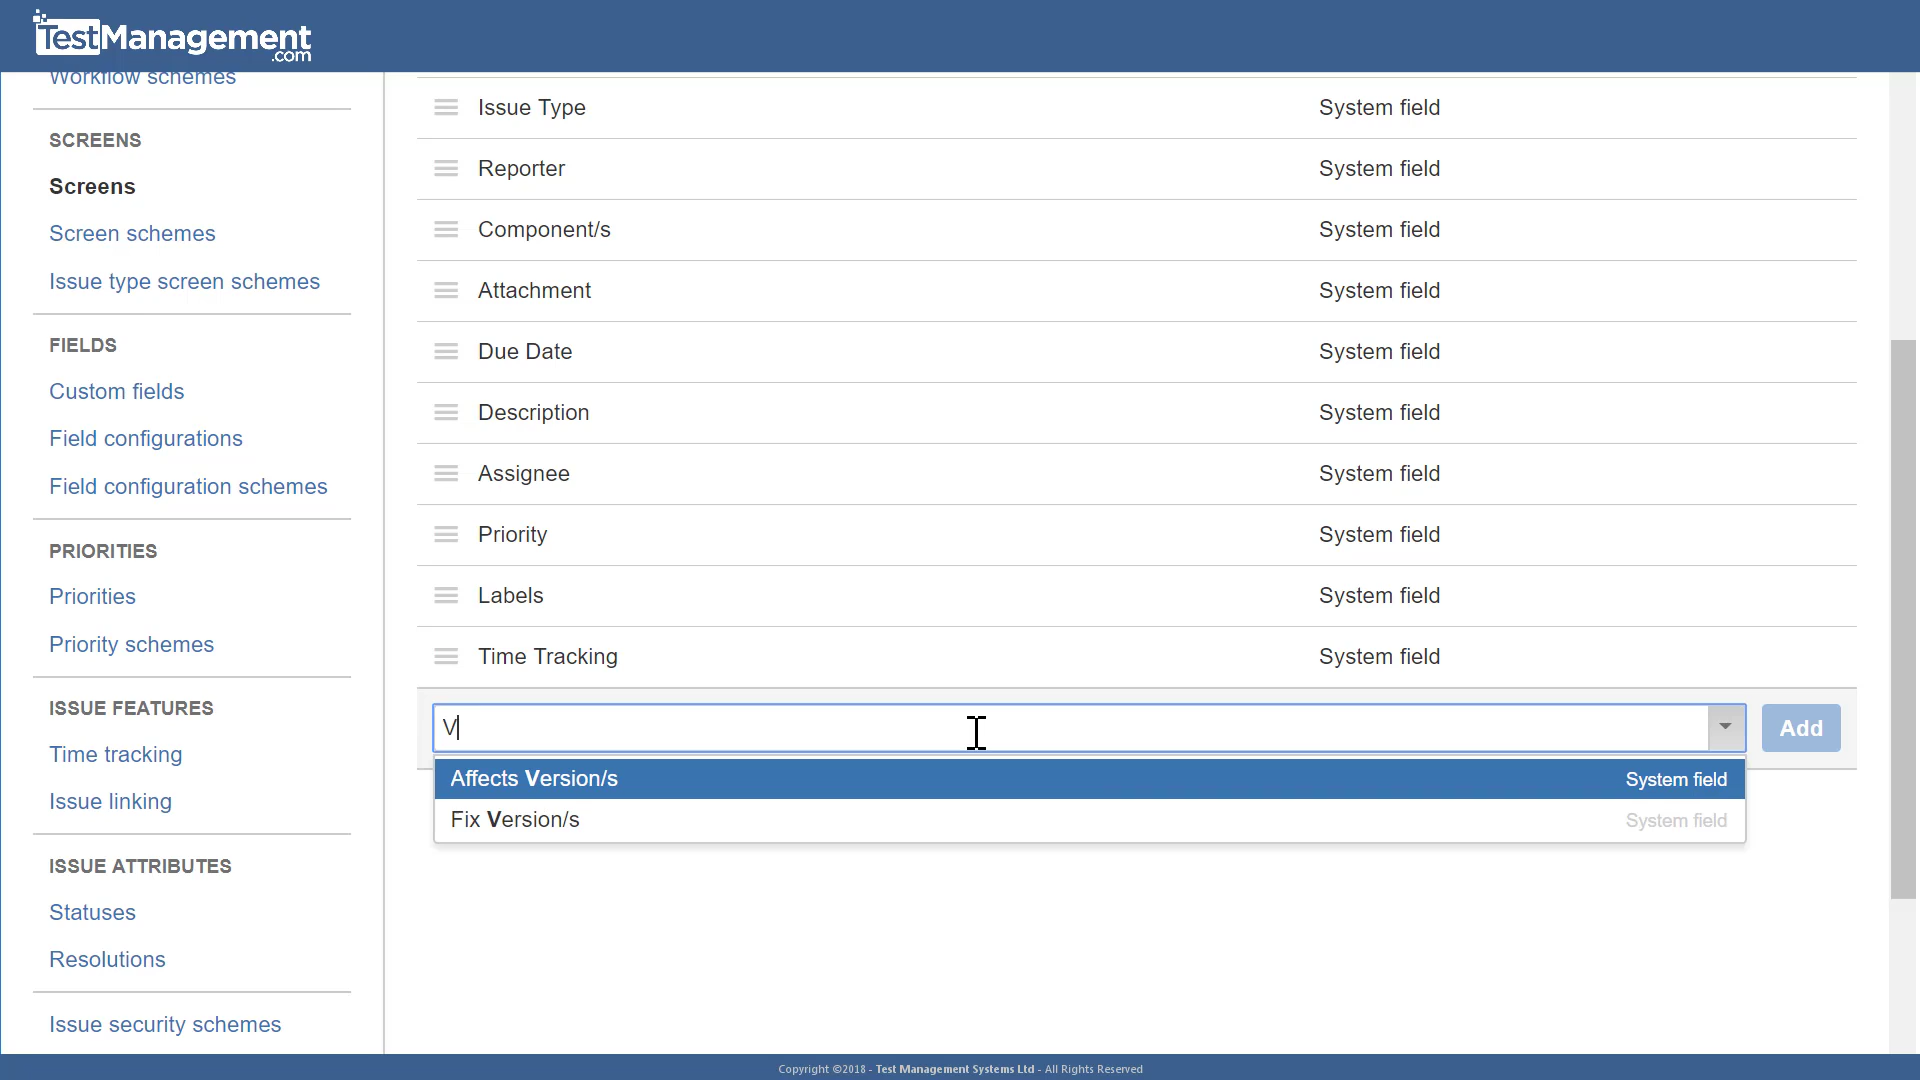 TestManagement
.com
Workflow schemes
SCREENS
Screens
Screen schemes
Issue type screen schemes
FIELDS
Custom fields
Field configurations
Field configuration schemes
PRIORITIES
Priorities
Priority schemes
ISSUE FEATURES
Time tracking
Issue linking
ISSUE ATTRIBUTES
Statuses
Resolutions
Issue security schemes
Issue Type System field
Reporter System field
Component/s System field
Attachment System field
Due Date System field
Description System field
Assignee System field
Priority System field
Labels System field
Time Tracking System field
V Add
Affects Version/s System field
Fix Version/s System field
Copyright ©2018 - Test Management Systems Ltd - All Rights Reserved